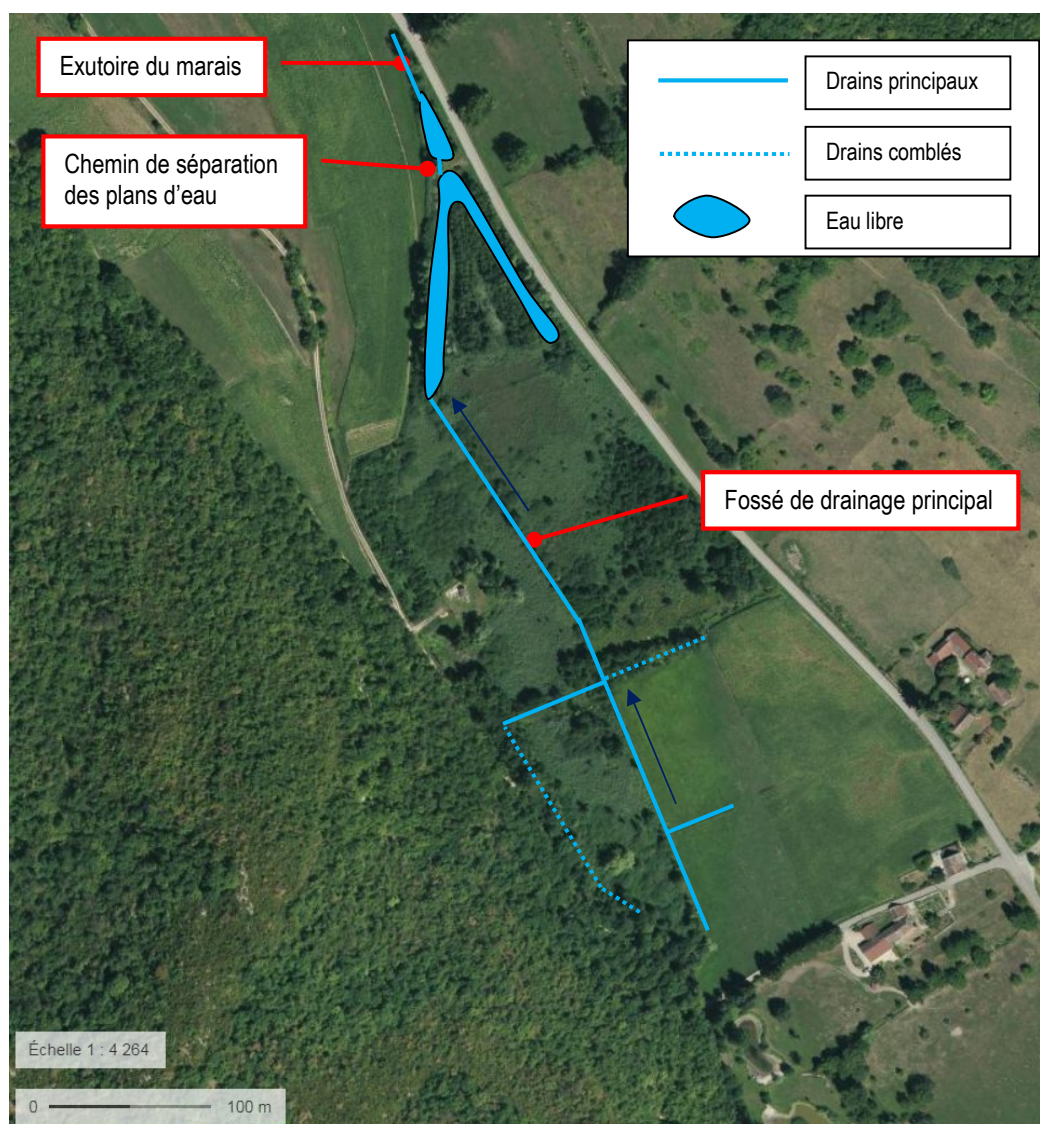 Exutoire du marais
Chemin de séparation
des plans d'eau
Drains principaux
Drains comblés
Eau libre
Fossé de drainage principal
Échelle 1 : 4 264
0 100 m